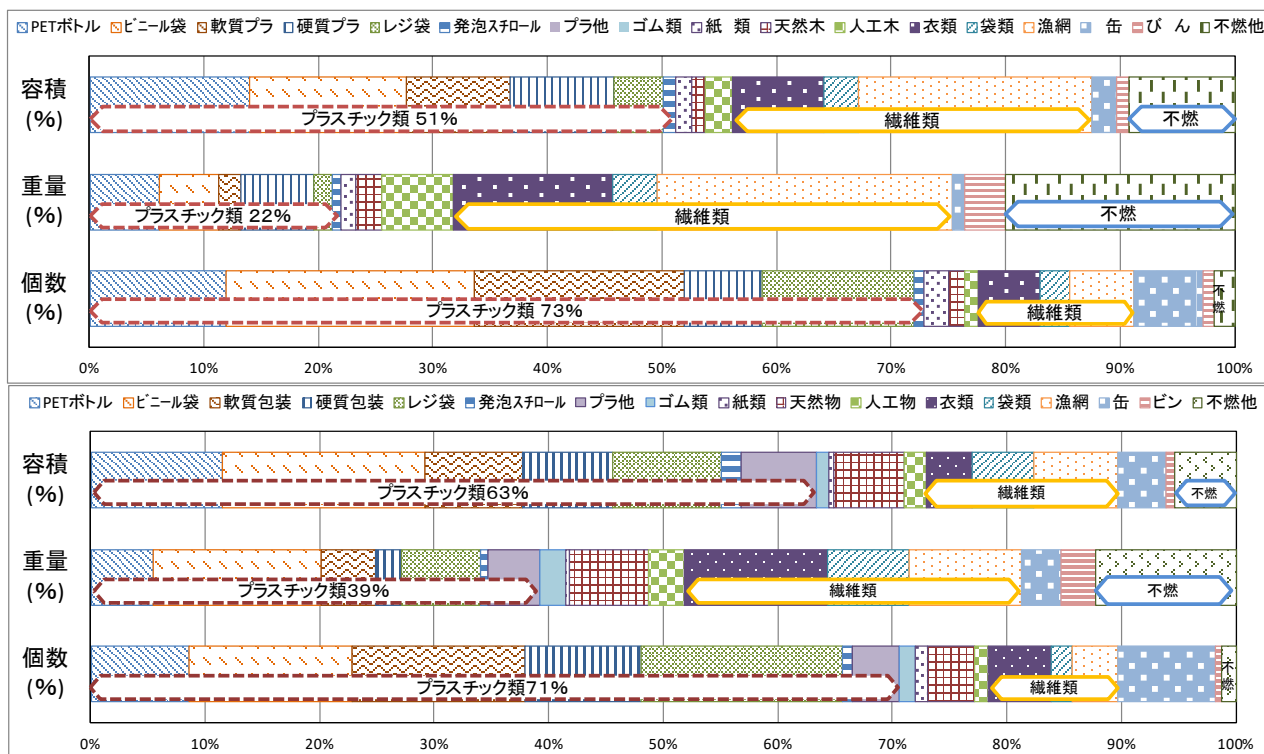 PETボトル ビニール袋 軟質プラ 硬質プラ レジ袋 発泡スチロール プラ他 ゴム類 紙 類 天然木 人工木 衣類 袋類 漁網 缶 びん 不燃他
容積
(%)
プラスチック類 51% 繊維類 不燃
重量
(%)
プラスチック類 22% 繊維類 不燃
個数
(%)
プラスチック類 73% 繊維類 不燃
0% 10% 20% 30% 40% 50% 60% 70% 80% 90% 100%
PETボトル ビニール袋 軟質包装 硬質包装 レジ袋 発泡スチロール プラ他 ゴム類 紙類 天然物 人工物 衣類 袋類 漁網 缶 ビン 不燃他
容積
(%)
プラスチック類63% 繊維類 不燃
重量
(%)
プラスチック類39% 繊維類 不燃
個数
(%)
プラスチック類71% 繊維類 不燃
0% 10% 20% 30% 40% 50% 60% 70% 80% 90% 100%